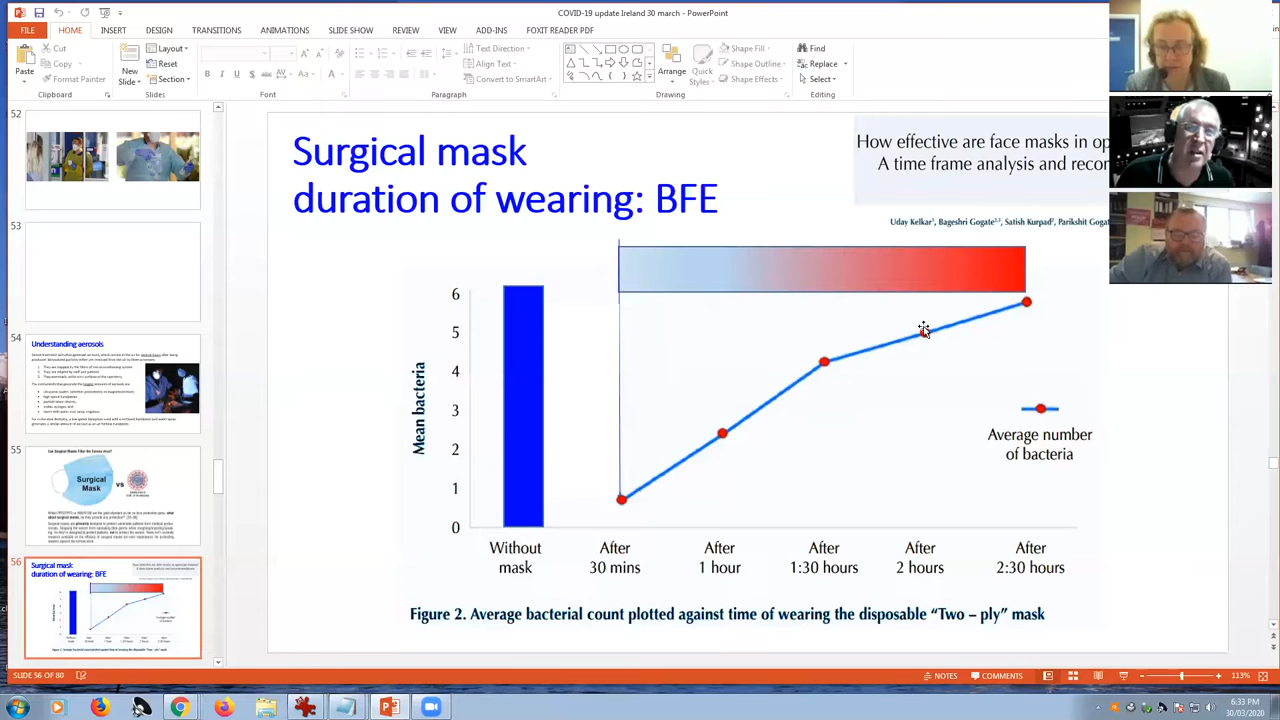 COVID-19 update Ireland 30 march - PowerPoint
FILE HOME INSERT DESIGN TRANSITIONS ANIMATIONS SLIDE SHOW REVIEW VIEW ADD-INS FOXIT READER PDF
Paste
Cut
Copy
Format Painter
Clipboard
New
Slide
Layout
Reset
Section
Slides
Font
Text Direction
Align Text
Convert to SmartArt
Paragraph
Arrange
Quick
Styles
Shape Fill
Shape Outline
Shape Effects
Drawing
Find
Replace
Select
Editing
52
53
54
Understanding aerosols
55
Surgical
Mask
VS
56
Surgical mask
duration of wearing: BFE
Surgical mask
duration of wearing: BFE
How effective are face masks in op
A time frame analysis and recon
Uday Kelkar1, Bageshri Gogate2,3, Satish Kurpad2, Parikshit Gogat
Mean bacteria
6
5
4
3
2
1
0
Average number
of bacteria
Without
mask
After
30 mins
After
1 hour
After
1:30 hours
After
2 hours
After
2:30 hours
Figure 2. Average bacterial count plotted against time of wearing the disposable “Two – ply” mask
SLIDE 56 OF 80
NOTES
COMMENTS
113%
6:33 PM
30/03/2020